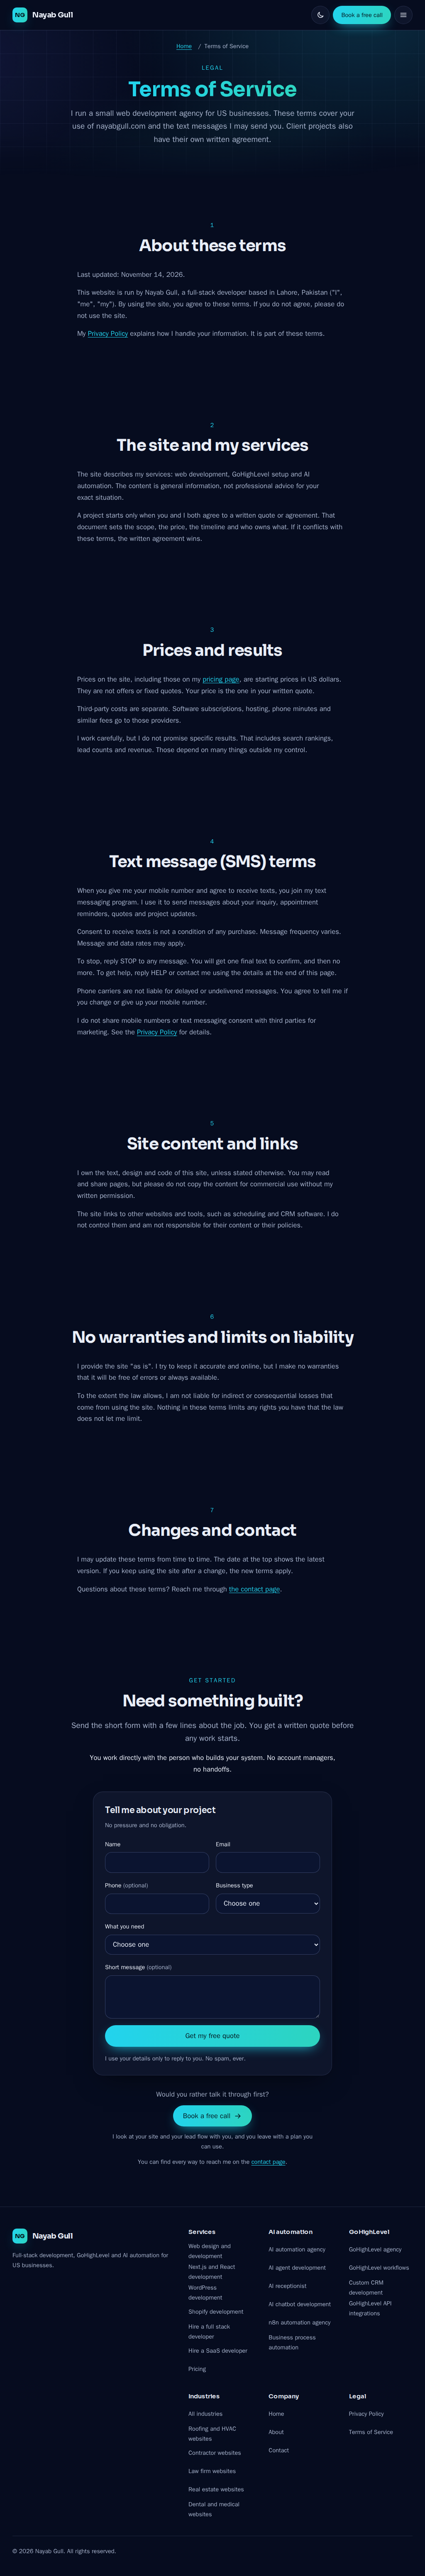 NG Nayab Gull
Book a free call
Home / Terms of Service
LEGAL
Terms of Service
I run a small web development agency for US businesses. These terms cover your
use of nayabgull.com and the text messages I may send you. Client projects also
have their own written agreement.
1
About these terms
Last updated: November 14, 2026.
This website is run by Nayab Gull, a full-stack developer based in Lahore, Pakistan ("I",
"me", "my"). By using the site, you agree to these terms. If you do not agree, please do
not use the site.
My Privacy Policy explains how I handle your information. It is part of these terms.
2
The site and my services
The site describes my services: web development, GoHighLevel setup and AI
automation. The content is general information, not professional advice for your
exact situation.
A project starts only when you and I both agree to a written quote or agreement. That
document sets the scope, the price, the timeline and who owns what. If it conflicts with
these terms, the written agreement wins.
3
Prices and results
Prices on the site, including those on my pricing page, are starting prices in US dollars.
They are not offers or fixed quotes. Your price is the one in your written quote.
Third-party costs are separate. Software subscriptions, hosting, phone minutes and
similar fees go to those providers.
I work carefully, but I do not promise specific results. That includes search rankings,
lead counts and revenue. Those depend on many things outside my control.
4
Text message (SMS) terms
When you give me your mobile number and agree to receive texts, you join my text
messaging program. I use it to send messages about your inquiry, appointment
reminders, quotes and project updates.
Consent to receive texts is not a condition of any purchase. Message frequency varies.
Message and data rates may apply.
To stop, reply STOP to any message. You will get one final text to confirm, and then no
more. To get help, reply HELP or contact me using the details at the end of this page.
Phone carriers are not liable for delayed or undelivered messages. You agree to tell me if
you change or give up your mobile number.
I do not share mobile numbers or text messaging consent with third parties for
marketing. See the Privacy Policy for details.
5
Site content and links
I own the text, design and code of this site, unless stated otherwise. You may read
and share pages, but please do not copy the content for commercial use without my
written permission.
The site links to other websites and tools, such as scheduling and CRM software. I do
not control them and am not responsible for their content or their policies.
6
No warranties and limits on liability
I provide the site "as is". I try to keep it accurate and online, but I make no warranties
that it will be free of errors or always available.
To the extent the law allows, I am not liable for indirect or consequential losses that
come from using the site. Nothing in these terms limits any rights you have that the law
does not let me limit.
7
Changes and contact
I may update these terms from time to time. The date at the top shows the latest
version. If you keep using the site after a change, the new terms apply.
Questions about these terms? Reach me through the contact page.
GET STARTED
Need something built?
Send the short form with a few lines about the job. You get a written quote before
any work starts.
You work directly with the person who builds your system. No account managers,
no handoffs.
Tell me about your project
No pressure and no obligation.
Name Email
Phone (optional) Business type
Choose one
What you need
Choose one
Short message (optional)
Get my free quote
I use your details only to reply to you. No spam, ever.
Would you rather talk it through first?
Book a free call →
I look at your site and your lead flow with you, and you leave with a plan you
can use.
You can find every way to reach me on the contact page.
NG Nayab Gull
Full-stack development, GoHighLevel and AI automation for
US businesses.
Services
Web design and
development
Next.js and React
development
WordPress
development
Shopify development
Hire a full stack
developer
Hire a SaaS developer
Pricing
AI automation
AI automation agency
AI agent development
AI receptionist
AI chatbot development
n8n automation agency
Business process
automation
GoHighLevel
GoHighLevel agency
GoHighLevel workflows
Custom CRM
development
GoHighLevel API
integrations
Industries
All industries
Roofing and HVAC
websites
Contractor websites
Law firm websites
Real estate websites
Dental and medical
websites
Company
Home
About
Contact
Legal
Privacy Policy
Terms of Service
© 2026 Nayab Gull. All rights reserved.